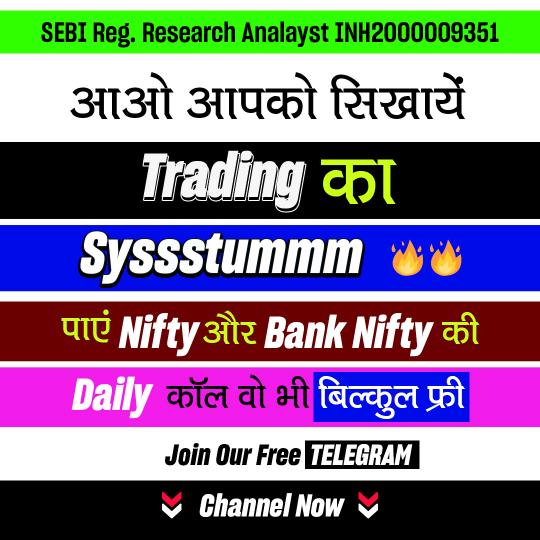 SEBI Reg. Research Analayst INH2000009351
आओ आपको सिखायें
Trading का
Syssstummm 🔥🔥
पाएं Nifty और Bank Nifty की
Daily कॉल वो भी बिल्कुल फ्री
Join Our Free TELEGRAM
Channel Now